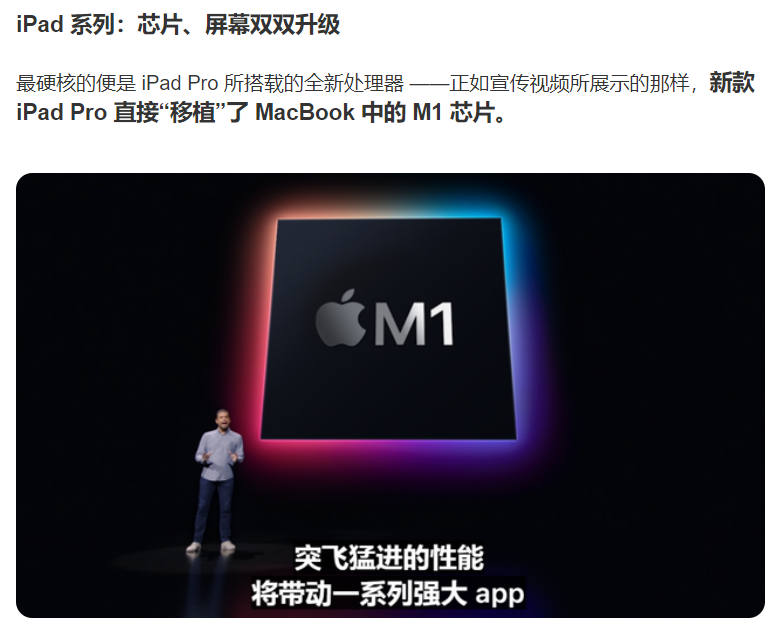 iPad 系列：芯片、屏幕双双升级
最硬核的便是 iPad Pro 所搭载的全新处理器 ——正如宣传视频所展示的那样，新款
iPad Pro 直接“移植”了 MacBook 中的 M1 芯片。
M1
突飞猛进的性能
将带动一系列强大 app